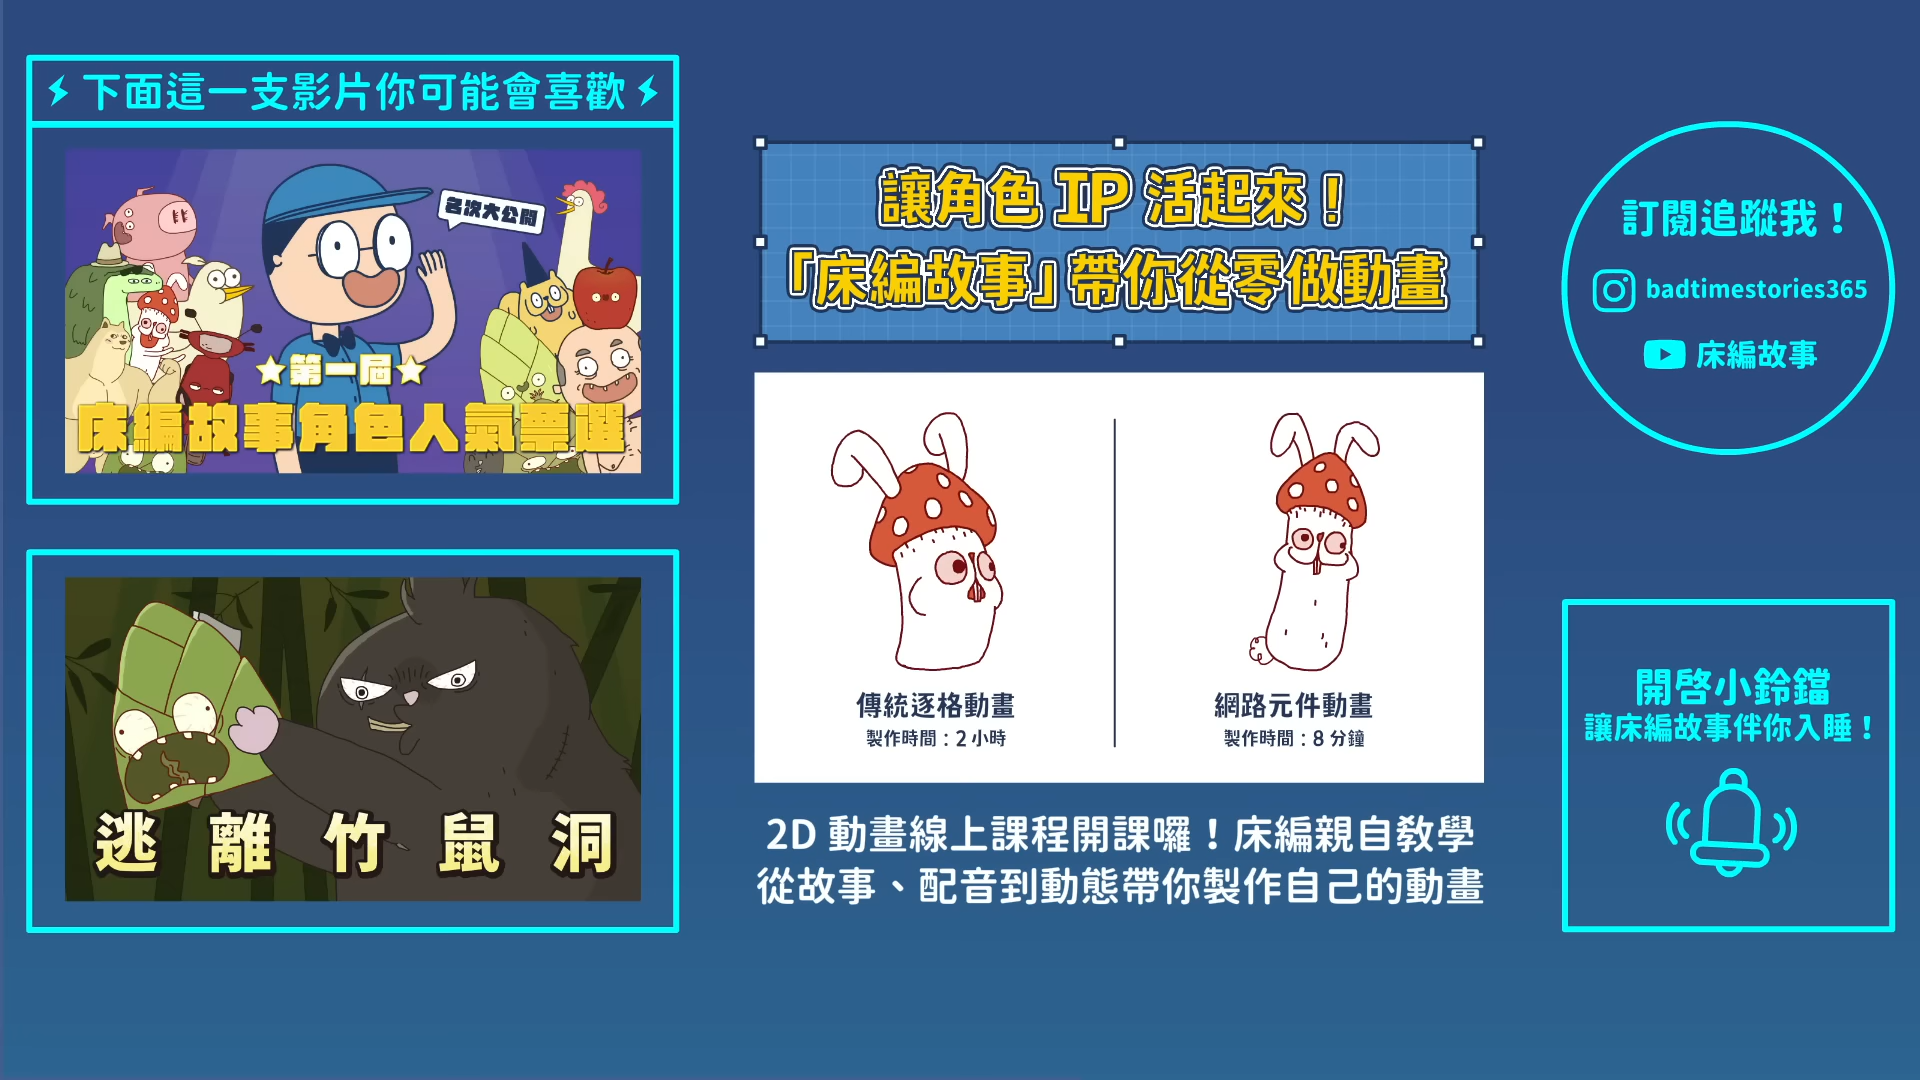 下面這一支影片你可能會喜歡
名次大公開
第一屆
床編故事角色人氣票選
逃離竹鼠洞
讓角色 IP 活起來！
「床編故事」帶你從零做動畫
傳統逐格動畫
製作時間：2 小時
網路元件動畫
製作時間：8 分鐘
2D 動畫線上課程開課囉！床編親自教學
從故事、配音到動態帶你製作自己的動畫
訂閱追蹤我！
badtimestories365
床編故事
開啓小鈴鐺
讓床編故事伴你入睡！